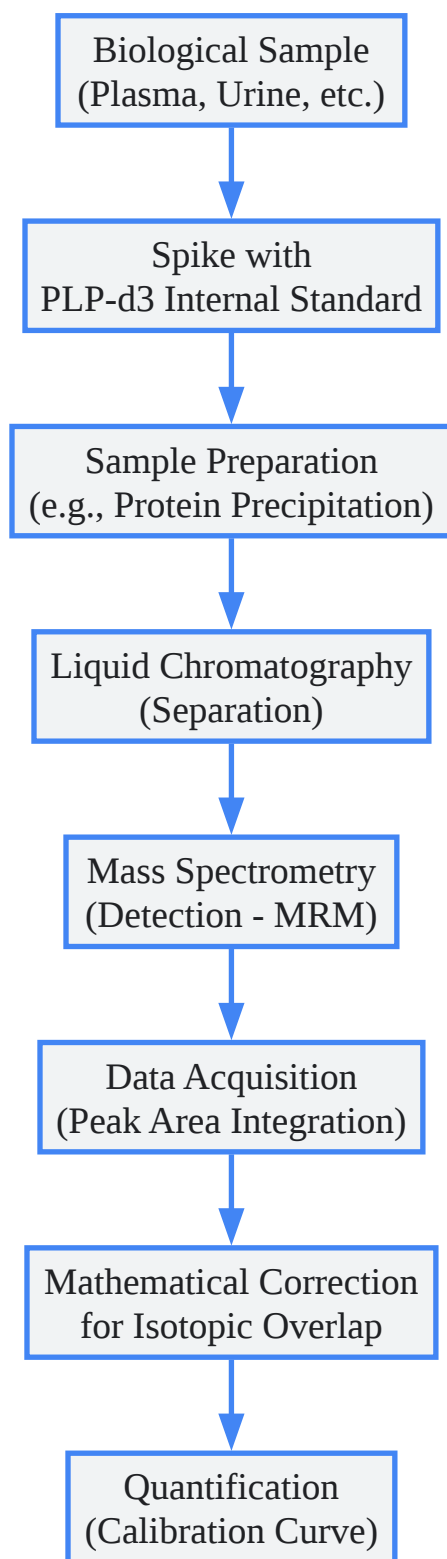 Biological Sample
(Plasma, Urine, etc.)
Spike with
PLP-d3 Internal Standard
Sample Preparation
(e.g., Protein Precipitation)
Liquid Chromatography
(Separation)
Mass Spectrometry
(Detection - MRM)
Data Acquisition
(Peak Area Integration)
Mathematical Correction
for Isotopic Overlap
Quantification
(Calibration Curve)